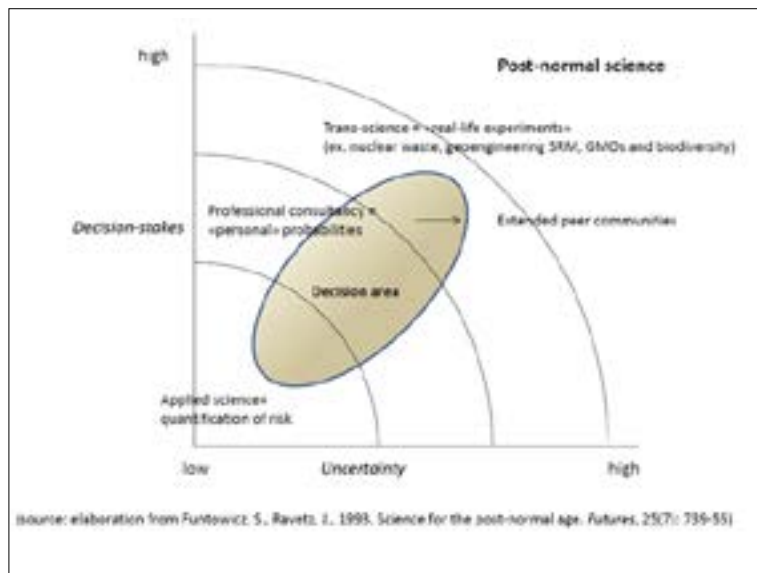 high
Post-normal science
Trans-science = «real-life experiments»
(ex. nuclear waste, geoengineering SRM, GMOs and biodiversity)
Professional consultancy =
«personal» probabilities
Decision-stakes
Extended peer communities
Decision area
Applied science=
quantification of risk
low
Uncertainty
high
(source: elaboration from Funtowicz, S., Ravetz, J., 1993. Science for the post-normal age. Futures, 25(7): 739-55)